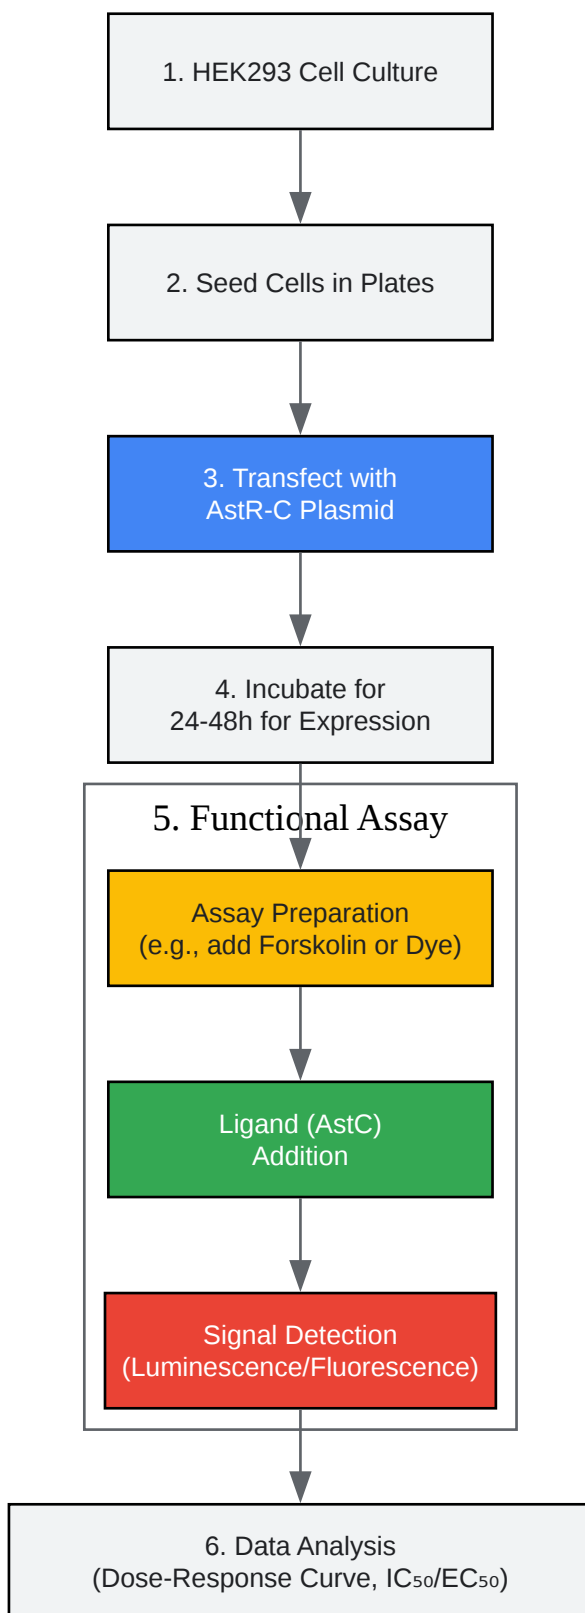 1. HEK293 Cell Culture
2. Seed Cells in Plates
3. Transfect with
AstR-C Plasmid
4. Incubate for
24-48h for Expression
5. Functional Assay
Assay Preparation
(e.g., add Forskolin or Dye)
Ligand (AstC)
Addition
Signal Detection
(Luminescence/Fluorescence)
6. Data Analysis
(Dose-Response Curve, IC₅₀/EC₅₀)